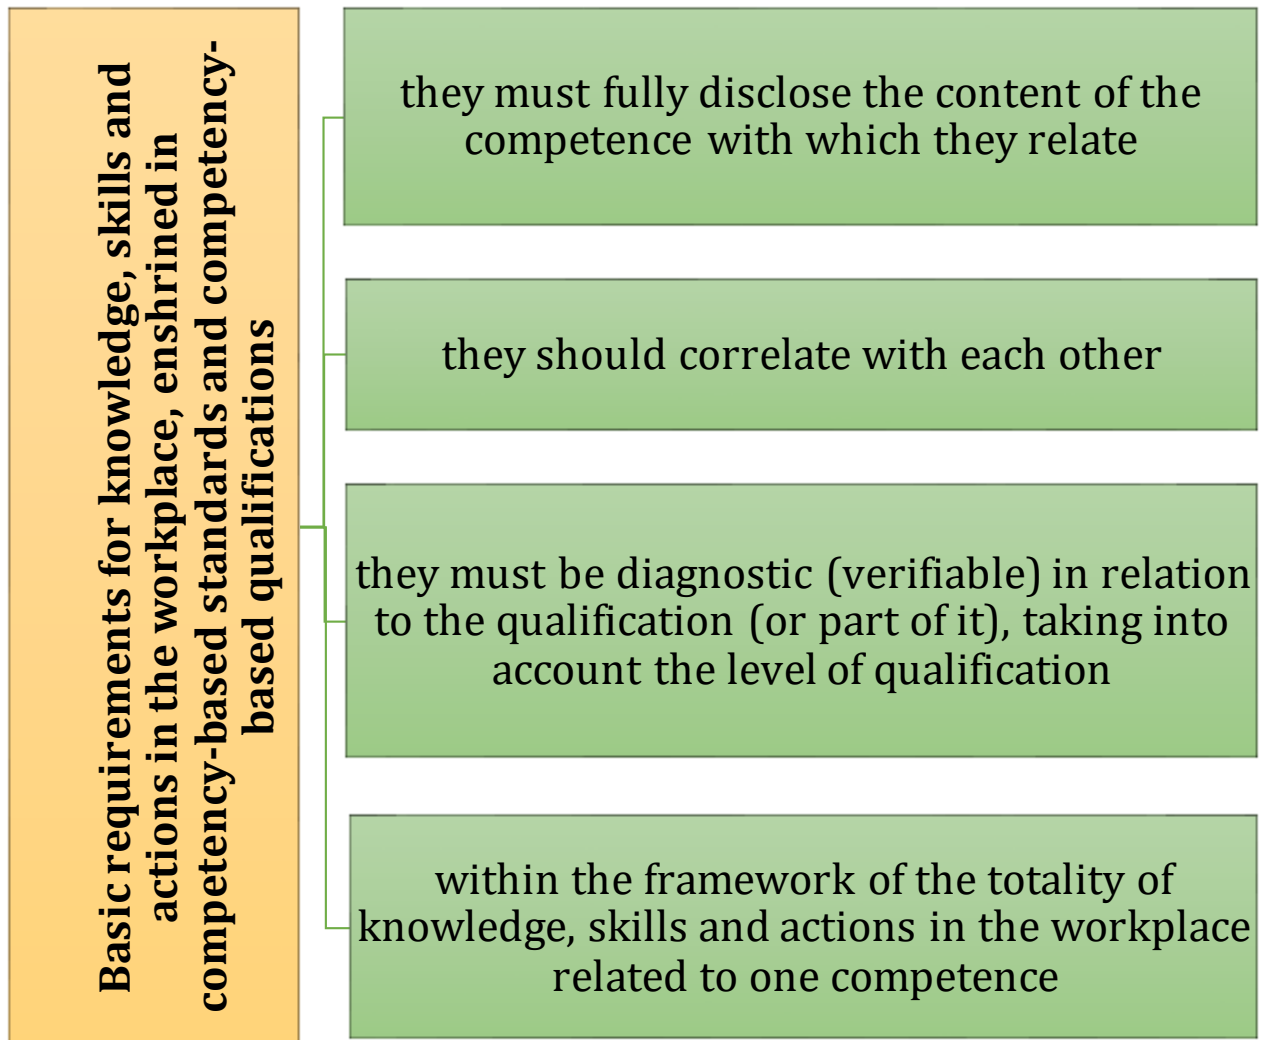 Basic requirements for knowledge, skills and
actions in the workplace, enshrined in
competency-based standards and competency-
based qualifications
they must fully disclose the content of the
competence with which they relate
they should correlate with each other
they must be diagnostic (verifiable) in relation
to the qualification (or part of it), taking into
account the level of qualification
within the framework of the totality of
knowledge, skills and actions in the workplace
related to one competence